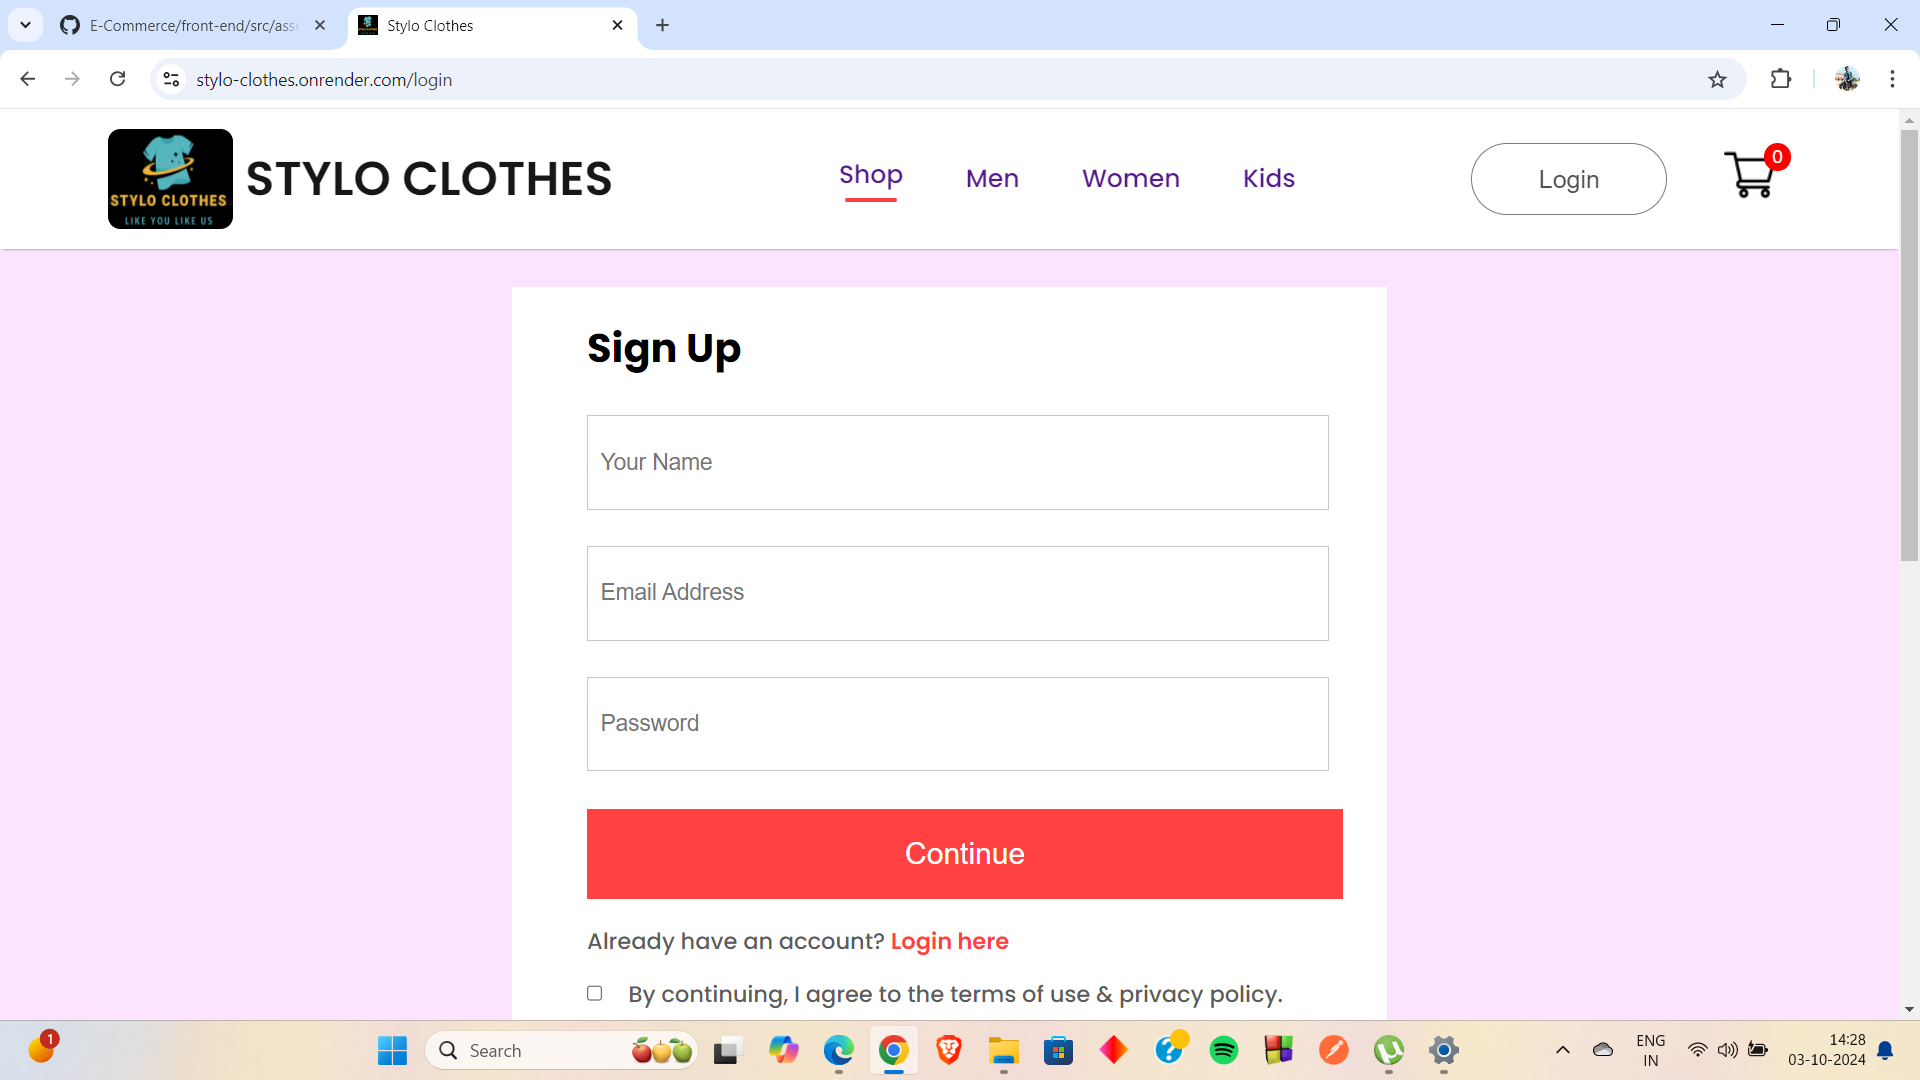 E-Commerce/front-end/src/ass
Stylo Clothes
stylo-clothes.onrender.com/login
STYLO CLOTHES
LIKE YOU LIKE US
STYLO CLOTHES
Shop
Men
Women
Kids
Login
0
Sign Up
Your Name
Email Address
Password
Continue
Already have an account? Login here
By continuing, I agree to the terms of use & privacy policy.
1
Search
ENG
IN
14:28
03-10-2024